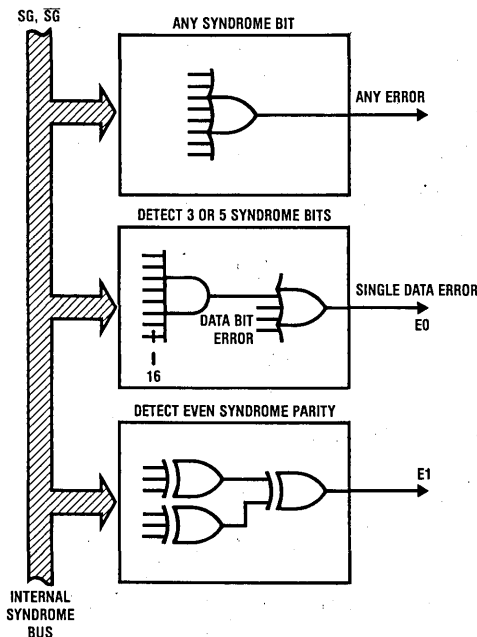 SG, S̅G̅
ANY SYNDROME BIT
ANY ERROR
DETECT 3 OR 5 SYNDROME BITS
SINGLE DATA ERROR
E0
DATA BIT
ERROR
16
DETECT EVEN SYNDROME PARITY
E1
INTERNAL
SYNDROME
BUS